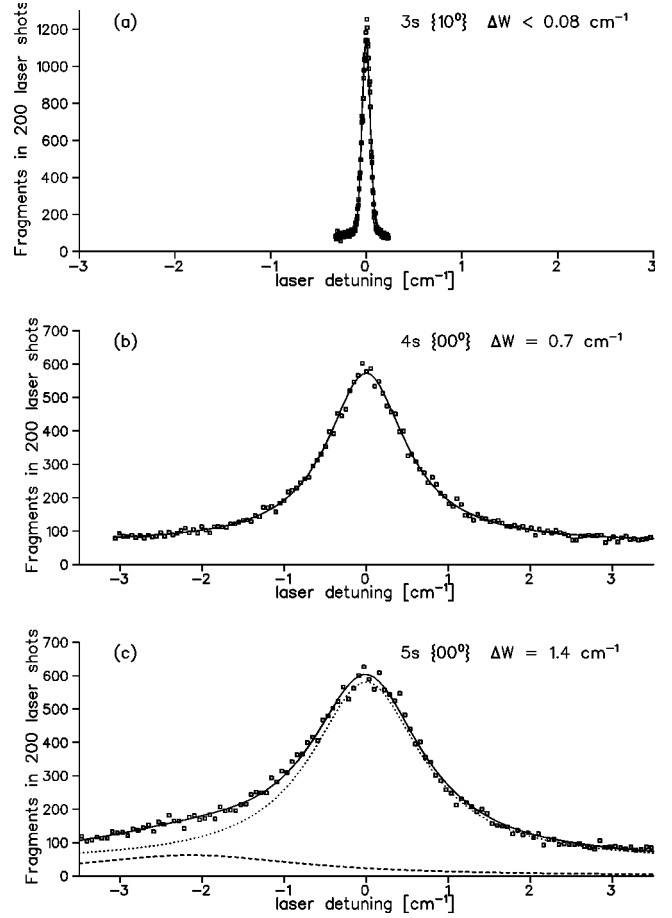 (a) 3s {10⁰} ΔW < 0.08 cm⁻¹
Fragments in 200 laser shots
1200
1000
800
600
400
200
0
−3 −2 −1 0 1 2 3
laser detuning [cm⁻¹]
(b) 4s {00⁰} ΔW = 0.7 cm⁻¹
Fragments in 200 laser shots
700
600
500
400
300
200
100
0
−3 −2 −1 0 1 2 3
laser detuning [cm⁻¹]
(c) 5s {00⁰} ΔW = 1.4 cm⁻¹
Fragments in 200 laser shots
700
600
500
400
300
200
100
0
−3 −2 −1 0 1 2 3
laser detuning [cm⁻¹]